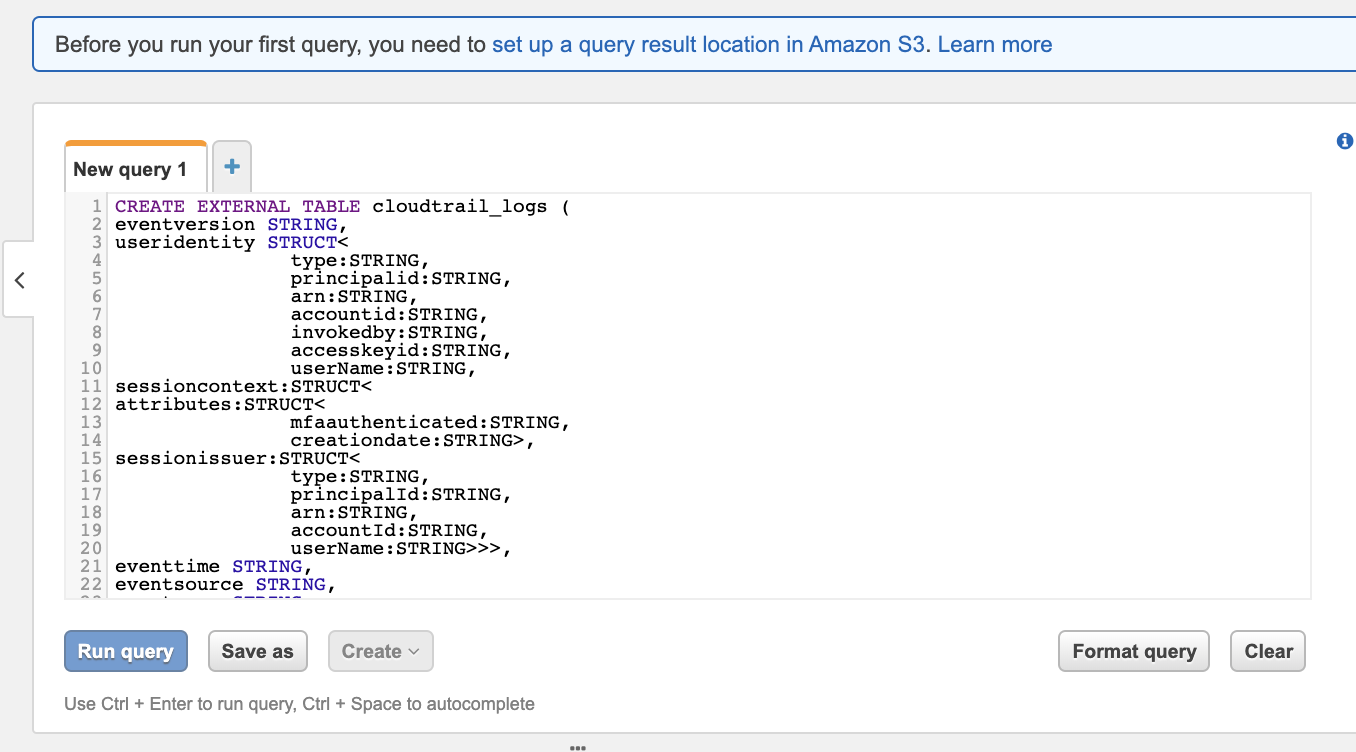 Before you run your first query, you need to set up a query result location in Amazon S3. Learn more
New query 1
1 CREATE EXTERNAL TABLE cloudtrail_logs (
2 eventversion STRING,
3 useridentity STRUCT<
4 type:STRING,
5 principalid:STRING,
6 arn:STRING,
7 accountid:STRING,
8 invokedby:STRING,
9 accesskeyid:STRING,
10 userName:STRING,
11 sessioncontext:STRUCT<
12 attributes:STRUCT<
13 mfaauthenticated:STRING,
14 creationdate:STRING>,
15 sessionissuer:STRUCT<
16 type:STRING,
17 principalId:STRING,
18 arn:STRING,
19 accountId:STRING,
20 userName:STRING>>>,
21 eventtime STRING,
22 eventsource STRING,
Run query Save as Create Format query Clear
Use Ctrl + Enter to run query, Ctrl + Space to autocomplete